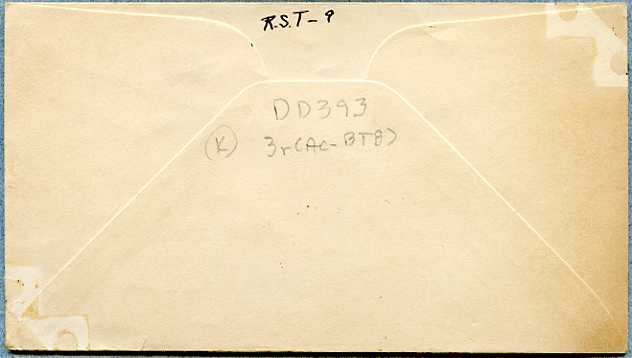 R.S.T- 9
DD393
(K) 3r(AC-BTB)